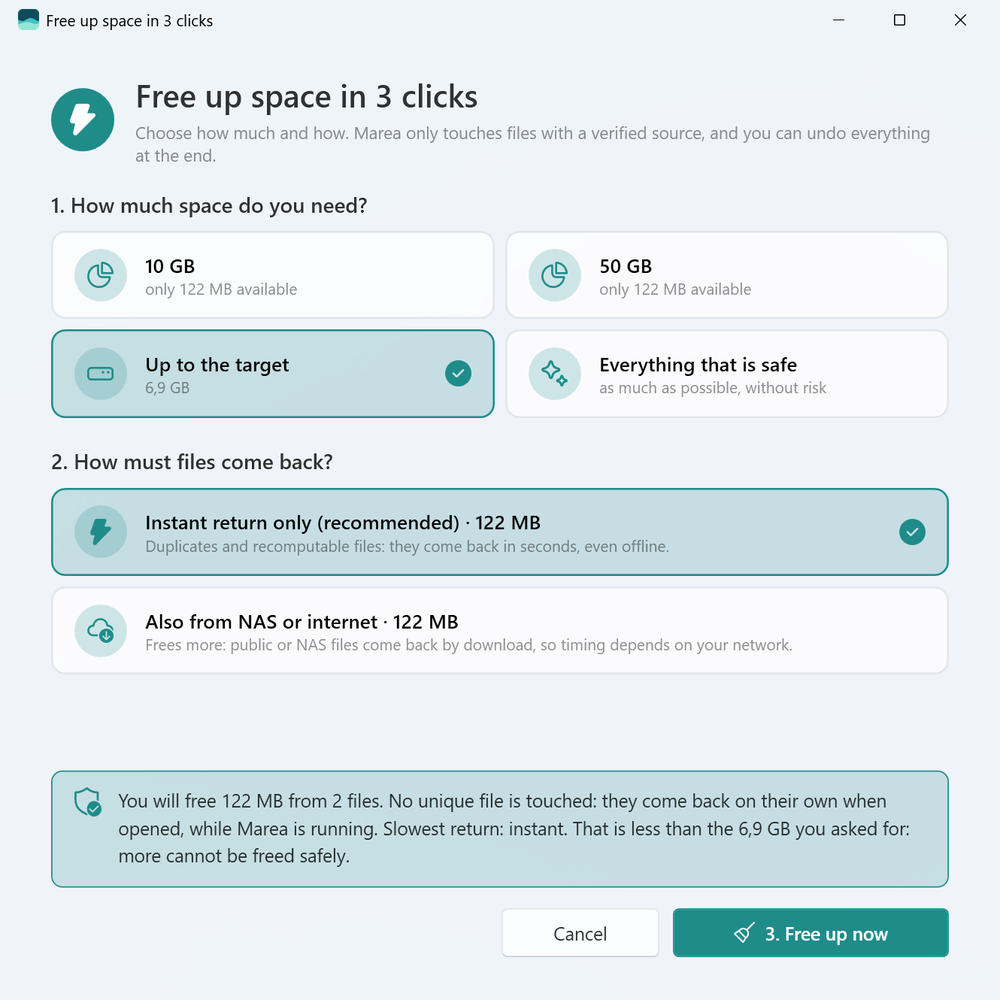 Free up space in 3 clicks
Free up space in 3 clicks
Choose how much and how. Marea only touches files with a verified source, and you can undo everything
at the end.
1. How much space do you need?
10 GB
only 122 MB available
50 GB
only 122 MB available
Up to the target
6,9 GB
Everything that is safe
as much as possible, without risk
2. How must files come back?
Instant return only (recommended) · 122 MB
Duplicates and recomputable files: they come back in seconds, even offline.
Also from NAS or internet · 122 MB
Frees more: public or NAS files come back by download, so timing depends on your network.
You will free 122 MB from 2 files. No unique file is touched: they come back on their own when
opened, while Marea is running. Slowest return: instant. That is less than the 6,9 GB you asked for:
more cannot be freed safely.
Cancel
3. Free up now